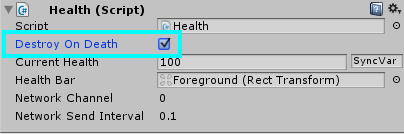 Health (Script)
Script Health
Destroy On Death
Current Health 100 SyncVar
Health Bar Foreground (Rect Transform)
Network Channel 0
Network Send Interval 0.1